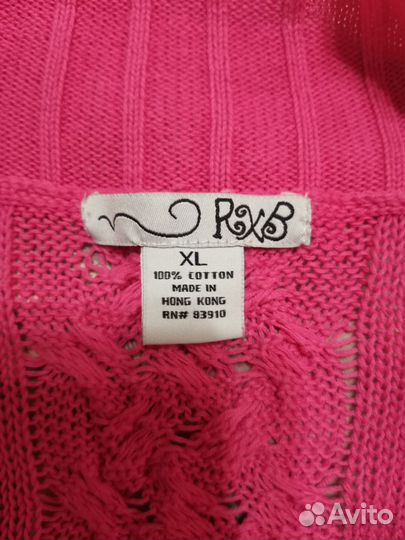 RXB
XL
100% COTTON
MADE IN
HONG KONG
RN# 83910
Avito